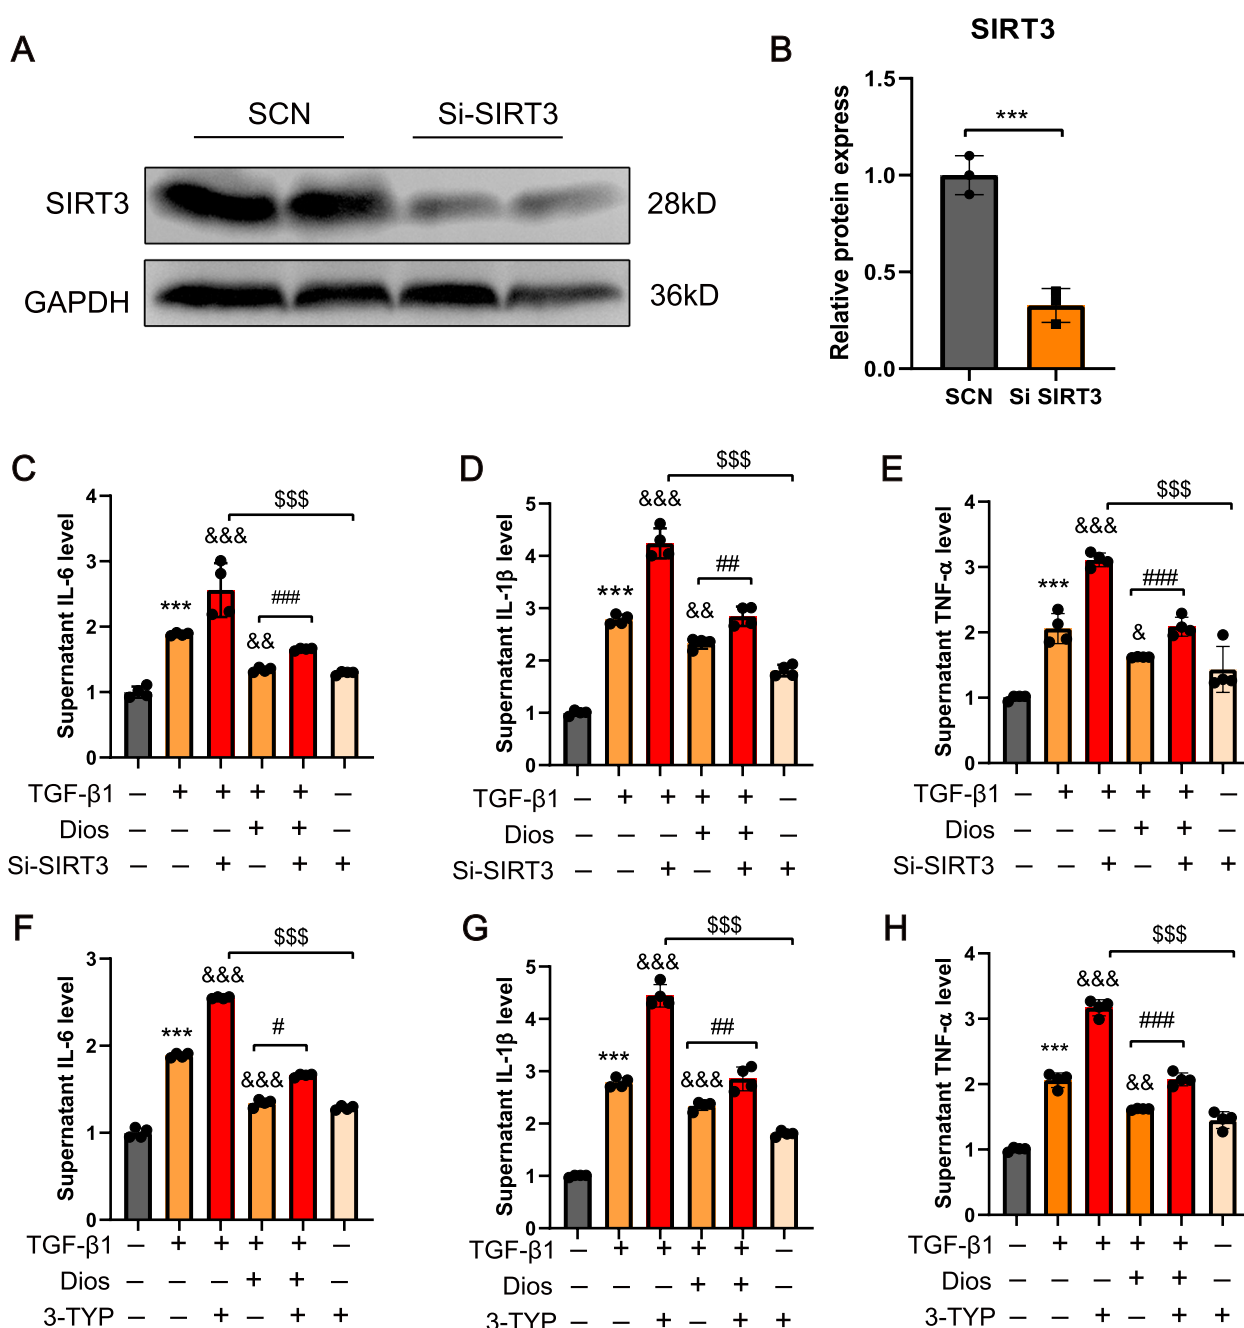 A
SCN
Si-SIRT3
SIRT3
28kD
GAPDH
36kD
B
SIRT3
Relative protein express
1.5
1.0
0.5
0.0
***
SCN
Si SIRT3
C
Supernatant IL-6 level
4
3
2
1
0
***
&&&
&&
###
$$$
TGF-β1 – + + + + –
Dios – – – + + –
Si-SIRT3 – – + – + +
D
Supernatant IL-1β level
5
4
3
2
1
0
***
&&&
&&
##
$$$
TGF-β1 – + + + + –
Dios – – – + + –
Si-SIRT3 – – + – + +
E
Supernatant TNF-α level
4
3
2
1
0
***
&&&
&
###
$$$
TGF-β1 – + + + + –
Dios – – – + + –
Si-SIRT3 – – + – + +
F
Supernatant IL-6 level
3
2
1
0
***
&&&
&&&
#
$$$
TGF-β1 – + + + + –
Dios – – – + + –
3-TYP – – + – + +
G
Supernatant IL-1β level
5
4
3
2
1
0
***
&&&
&&&
##
$$$
TGF-β1 – + + + + –
Dios – – – + + –
3-TYP – – + – + +
H
Supernatant TNF-α level
4
3
2
1
0
***
&&&
&&
###
$$$
TGF-β1 – + + + + –
Dios – – – + + –
3-TYP – – + – + +